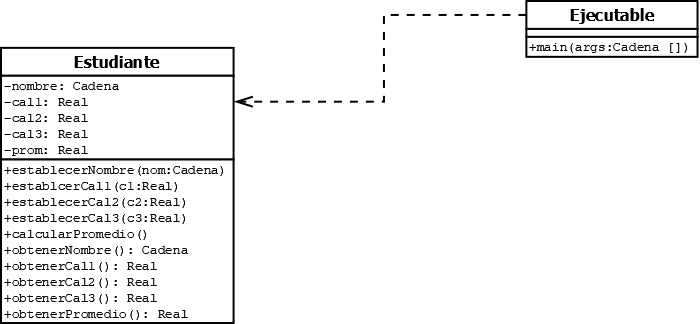 Ejecutable
+main(args:Cadena [])
Estudiante
-nombre: Cadena
-cal1: Real
-cal2: Real
-cal3: Real
-prom: Real
+establecerNombre(nom:Cadena)
+establcerCal1(c1:Real)
+establecerCal2(c2:Real)
+establecerCal3(c3:Real)
+calcularPromedio()
+obtenerNombre(): Cadena
+obtenerCal1(): Real
+obtenerCal2(): Real
+obtenerCal3(): Real
+obtenerPromedio(): Real